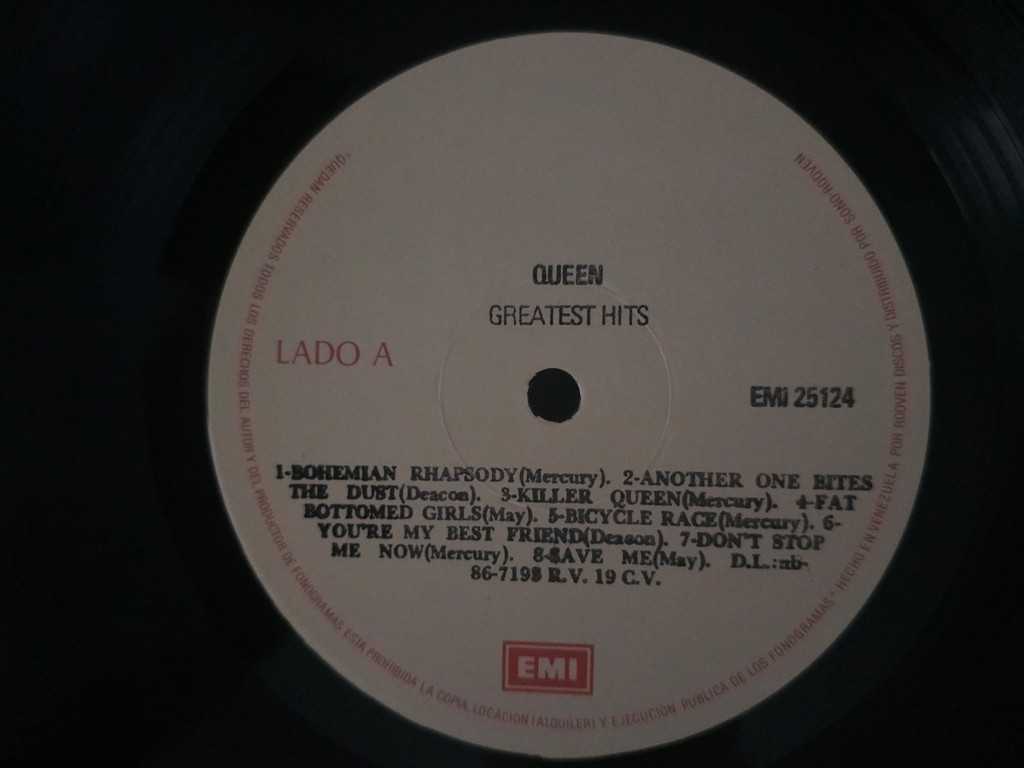 QUEEN
GREATEST HITS
LADO A
EMI 25124
1-BOHEMIAN RHAPSODY(Mercury). 2-ANOTHER ONE BITES
THE DUST(Deacon). 3-KILLER QUEEN(Mercury). 4-FAT
BOTTOMED GIRLS(May). 5-BICYCLE RACE(Mercury). 6-
YOU'RE MY BEST FRIEND(Deacon). 7-DON'T STOP
ME NOW(Mercury). 8-SAVE ME(May). D.L.:nb-
86-7198 R.V. 19 C.V.
EMI
"QUEDAN RESERVADOS TODOS LOS DERECHOS DEL AUTOR Y DEL PRODUCTOR DE FONOGRAMAS ESTA PROHIBIDA LA COPIA, LOCACION (ALQUILER) Y EJECUCION PUBLICA DE LOS FONOGRAMAS" HECHO EN VENEZUELA POR RODVEN DISCOS Y DISTRIBUIDO POR SONO-RODVEN